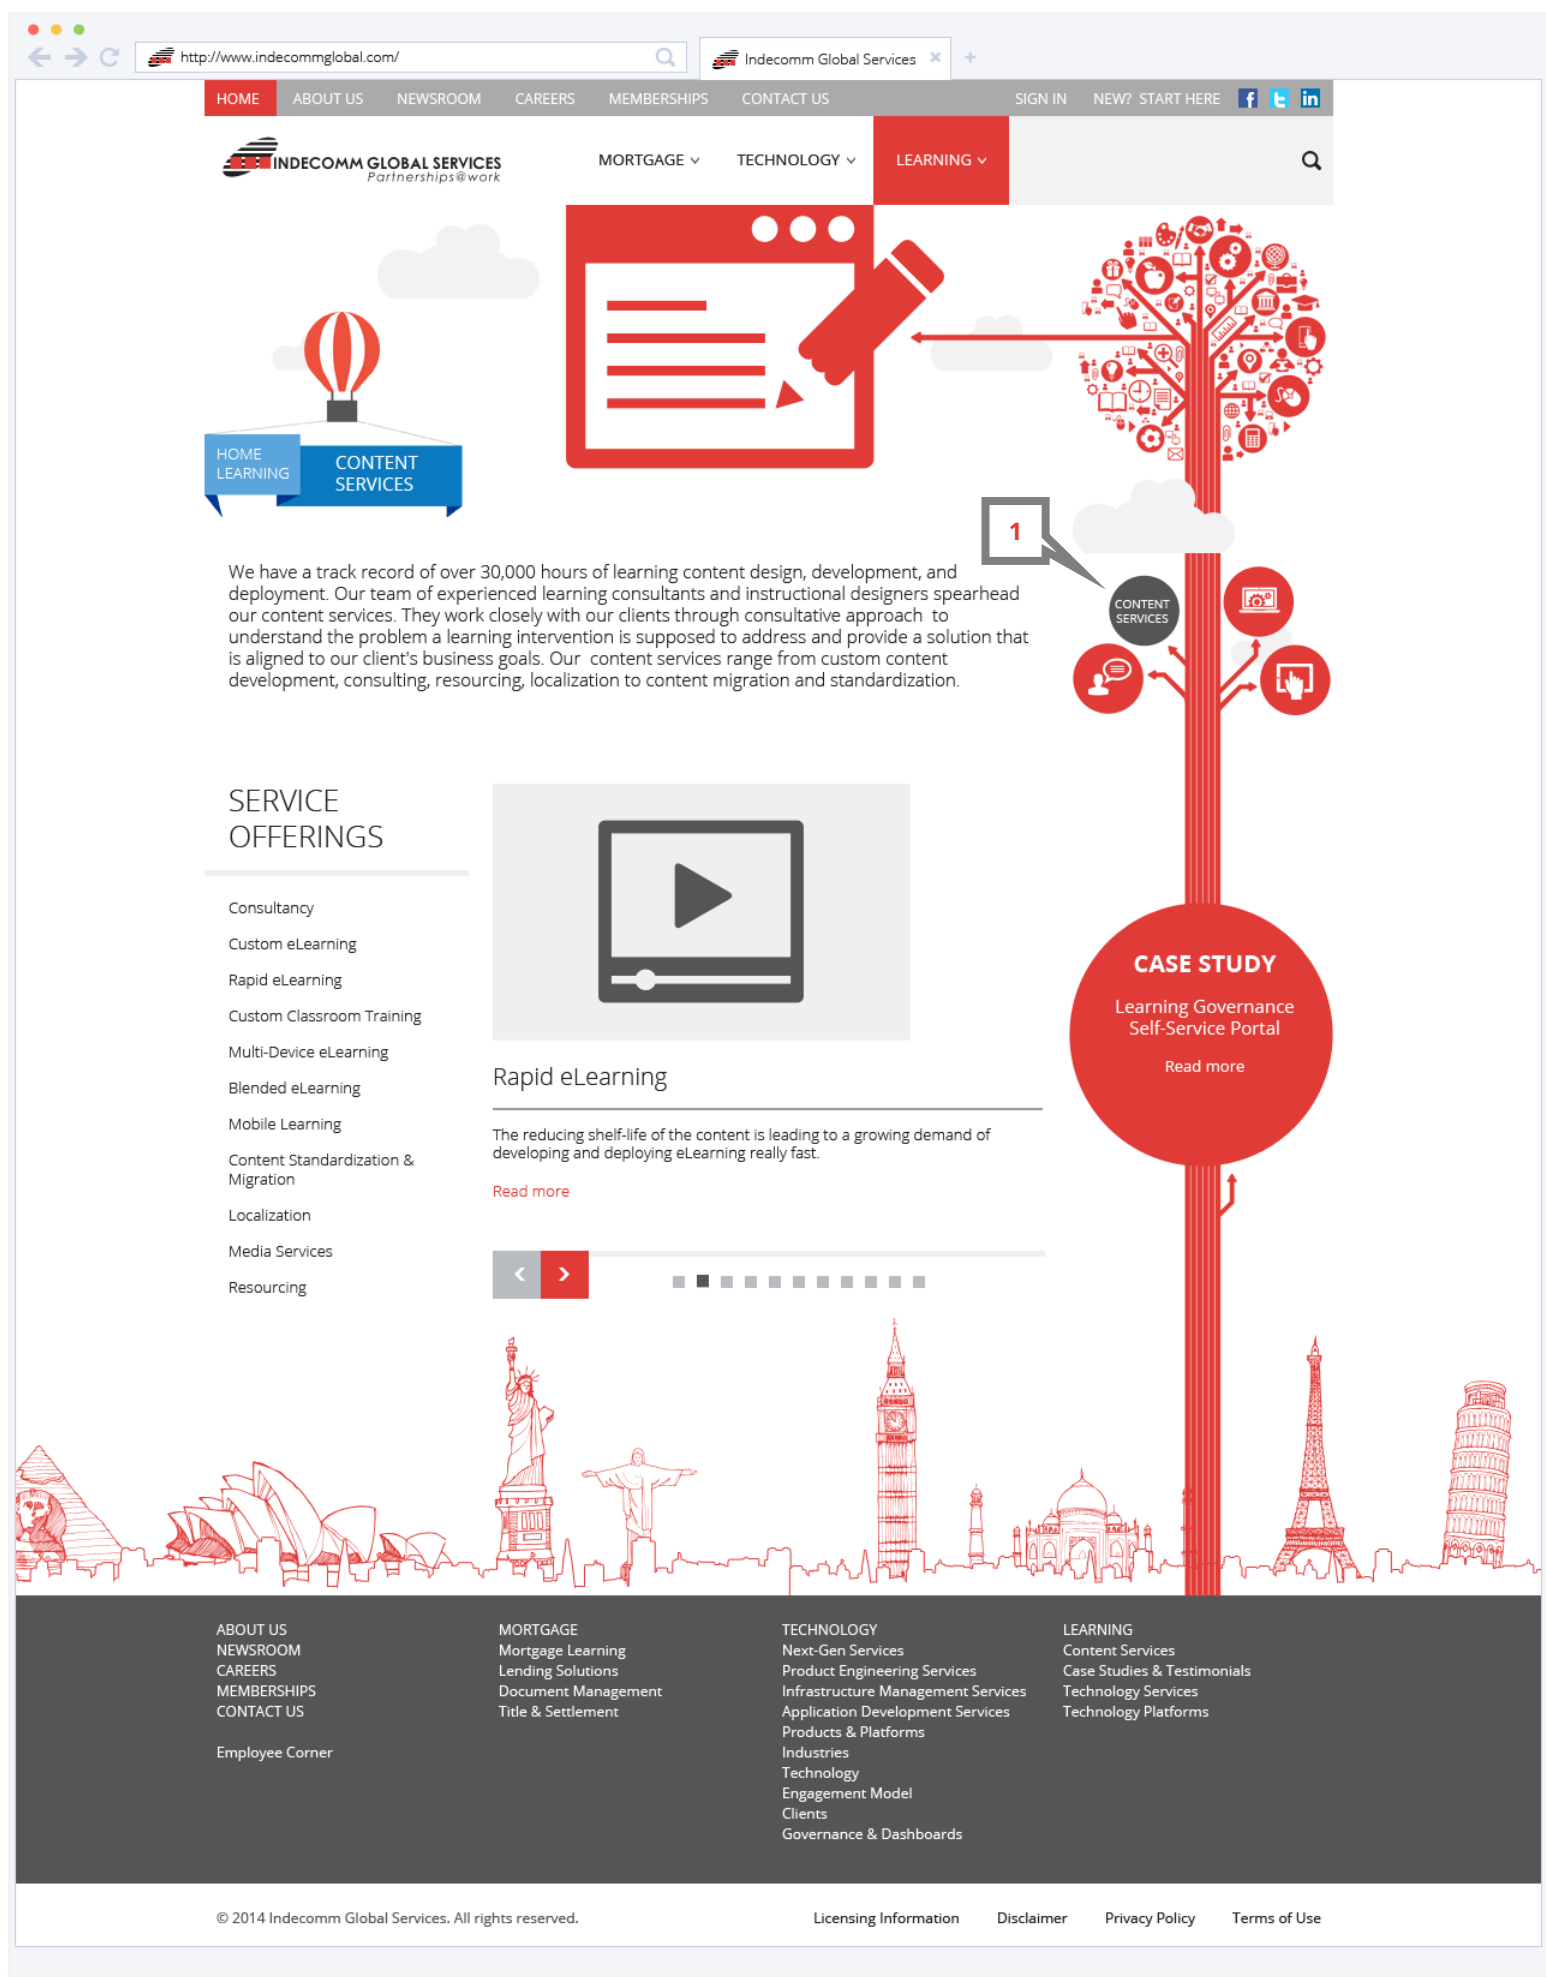 http://www.indecommglobal.com/
Indecomm Global Services
HOME ABOUT US NEWSROOM CAREERS MEMBERSHIPS CONTACT US SIGN IN NEW? START HERE
INDECOMM GLOBAL SERVICES
Partnerships@work
MORTGAGE TECHNOLOGY LEARNING
HOME
LEARNING
CONTENT
SERVICES
1
CONTENT
SERVICES
We have a track record of over 30,000 hours of learning content design, development, and
deployment. Our team of experienced learning consultants and instructional designers spearhead
our content services. They work closely with our clients through consultative approach to
understand the problem a learning intervention is supposed to address and provide a solution that
is aligned to our client's business goals. Our content services range from custom content
development, consulting, resourcing, localization to content migration and standardization.
SERVICE
OFFERINGS
Consultancy
Custom eLearning
Rapid eLearning
Custom Classroom Training
Multi-Device eLearning
Blended eLearning
Mobile Learning
Content Standardization &
Migration
Localization
Media Services
Resourcing
Rapid eLearning
The reducing shelf-life of the content is leading to a growing demand of
developing and deploying eLearning really fast.
Read more
CASE STUDY
Learning Governance
Self-Service Portal
Read more
ABOUT US
NEWSROOM
CAREERS
MEMBERSHIPS
CONTACT US
Employee Corner
MORTGAGE
Mortgage Learning
Lending Solutions
Document Management
Title & Settlement
TECHNOLOGY
Next-Gen Services
Product Engineering Services
Infrastructure Management Services
Application Development Services
Products & Platforms
Industries
Technology
Engagement Model
Clients
Governance & Dashboards
LEARNING
Content Services
Case Studies & Testimonials
Technology Services
Technology Platforms
© 2014 Indecomm Global Services. All rights reserved.
Licensing Information Disclaimer Privacy Policy Terms of Use